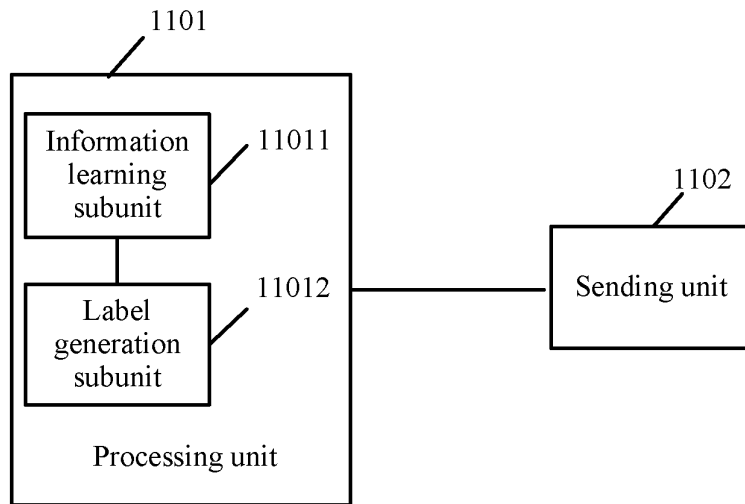 1101
Information
learning
subunit
11011
1102
Sending unit
Label
generation
subunit
11012
Processing unit